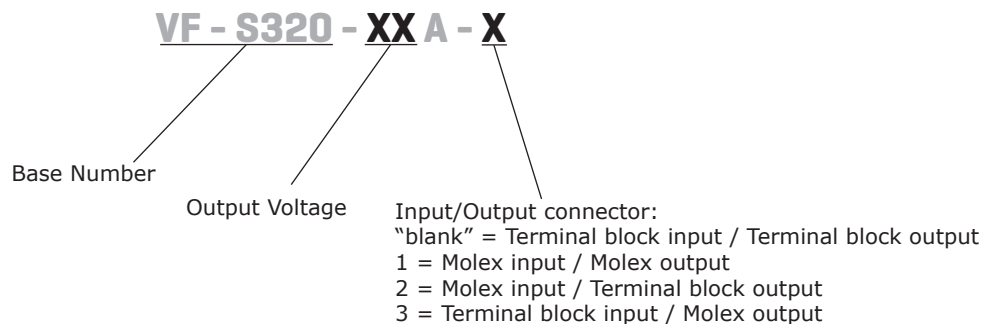 VF - S320 - XX A - X
Base Number
Output Voltage
Input/Output connector:
“blank” = Terminal block input / Terminal block output
1 = Molex input / Molex output
2 = Molex input / Terminal block output
3 = Terminal block input / Molex output